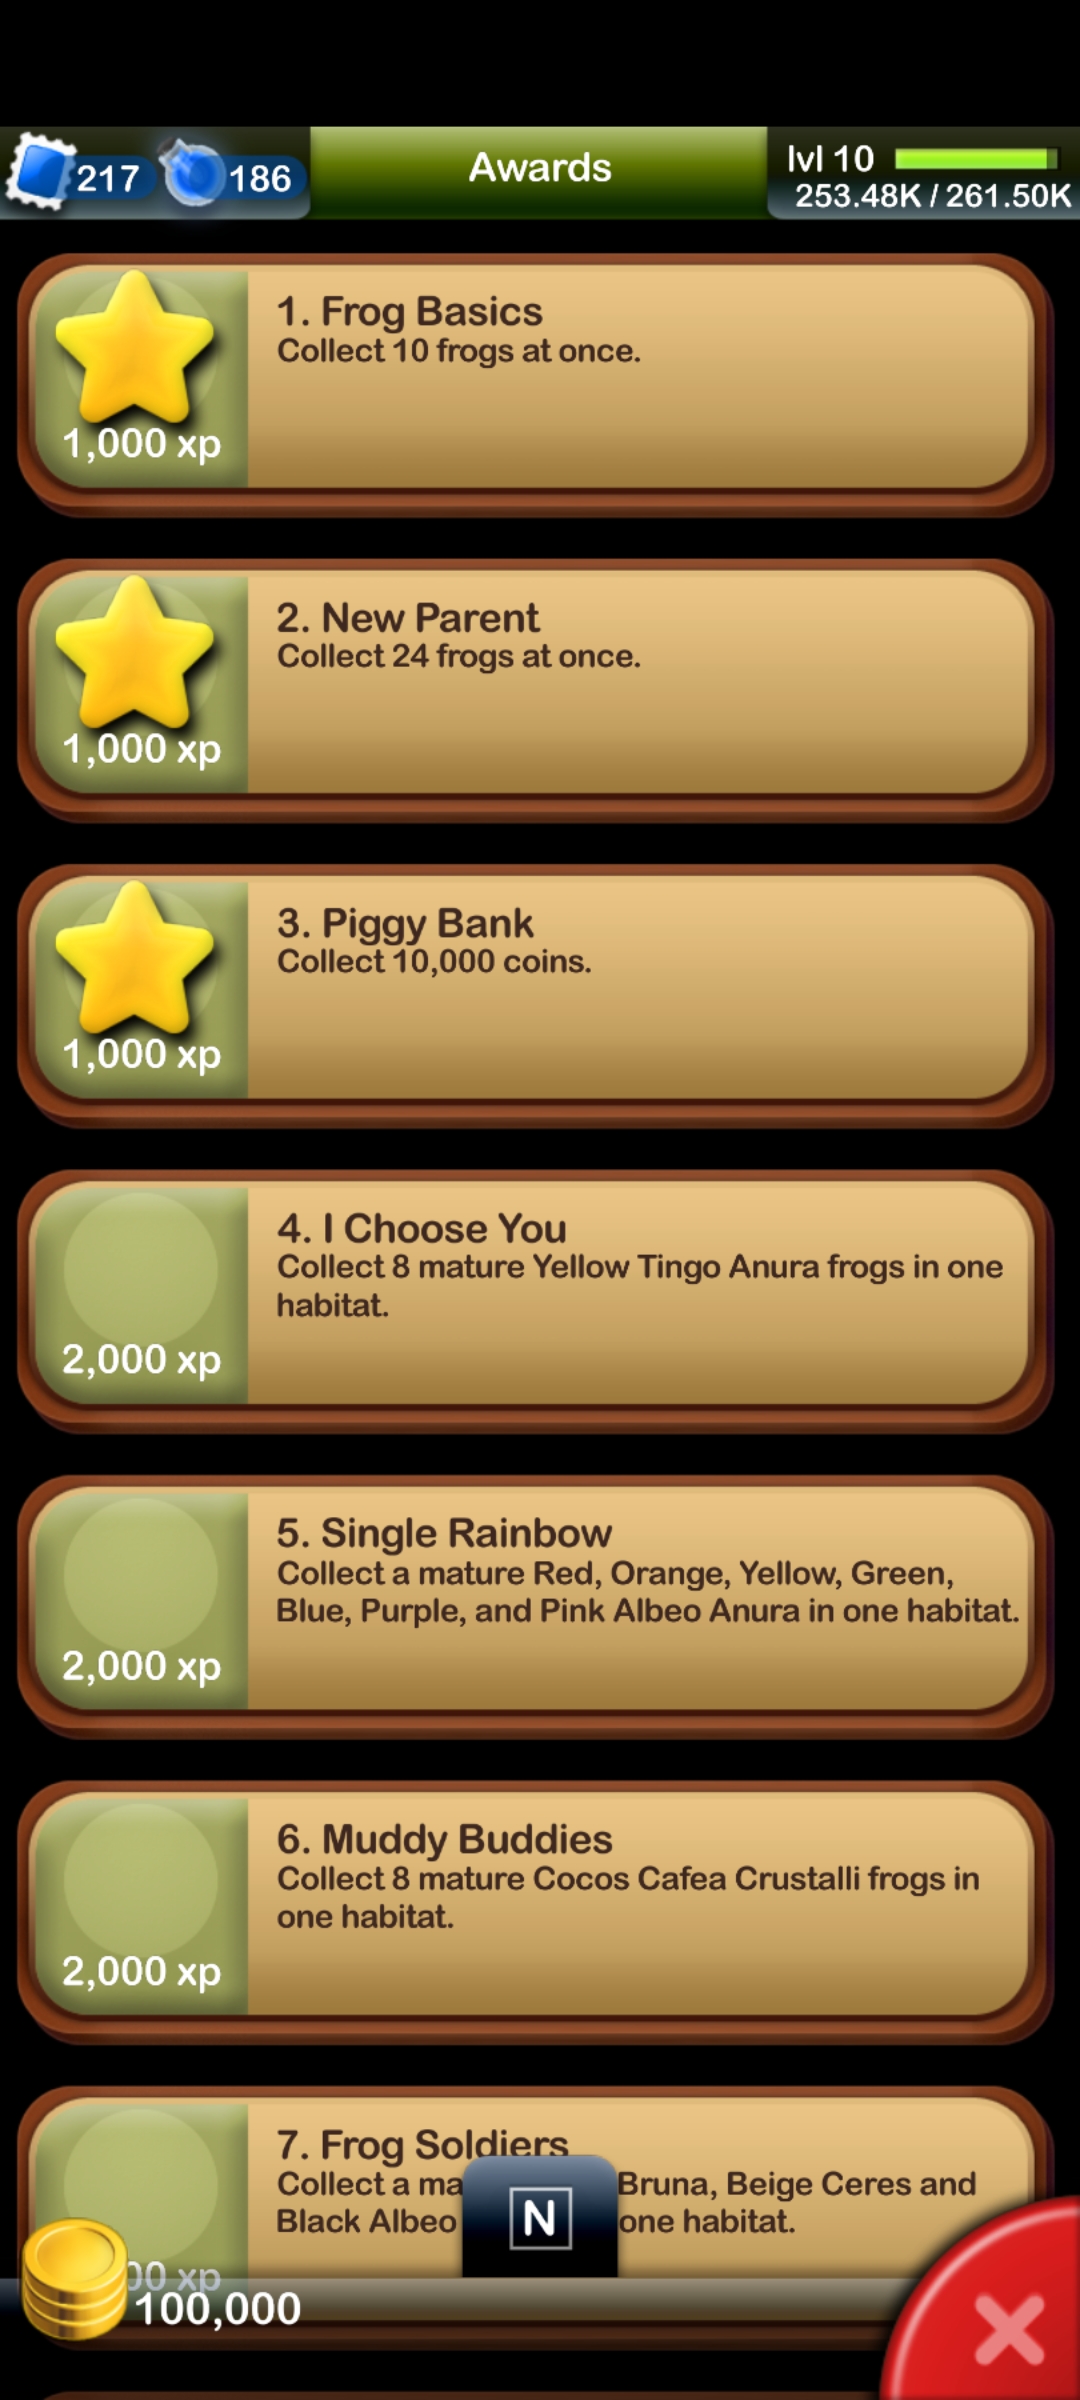 217
186
Awards
lvl 10
253.48K / 261.50K
1. Frog Basics
Collect 10 frogs at once.
1,000 xp
2. New Parent
Collect 24 frogs at once.
1,000 xp
3. Piggy Bank
Collect 10,000 coins.
1,000 xp
4. I Choose You
Collect 8 mature Yellow Tingo Anura frogs in one
habitat.
2,000 xp
5. Single Rainbow
Collect a mature Red, Orange, Yellow, Green,
Blue, Purple, and Pink Albeo Anura in one habitat.
2,000 xp
6. Muddy Buddies
Collect 8 mature Cocos Cafea Crustalli frogs in
one habitat.
2,000 xp
7. Frog Soldiers
Collect a Bruna, Beige Ceres and
Black Albeo one habitat.
xp
N
100,000